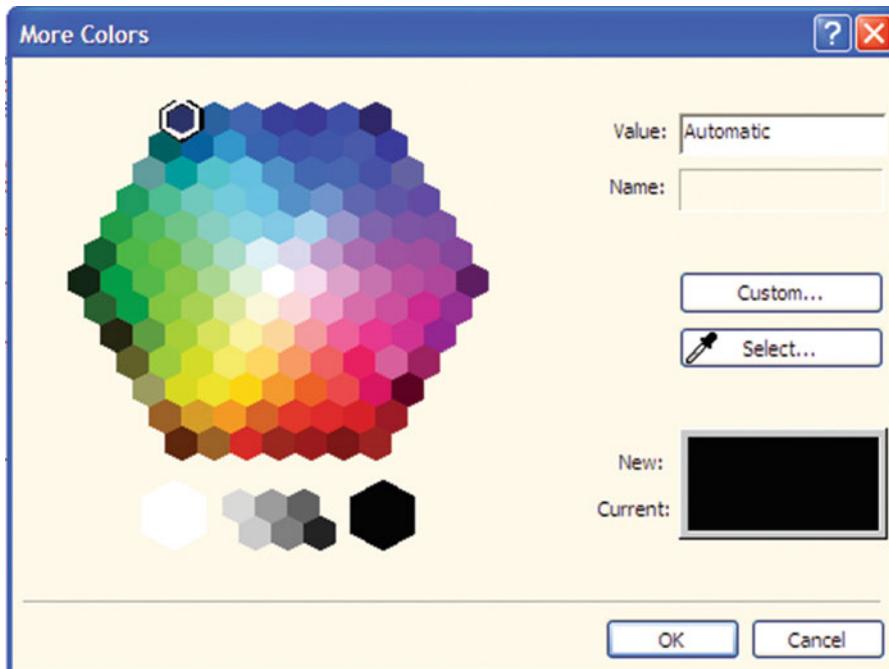 More Colors
?
Value: Automatic
Name:
Custom...
Select...
New:
Current:
OK Cancel